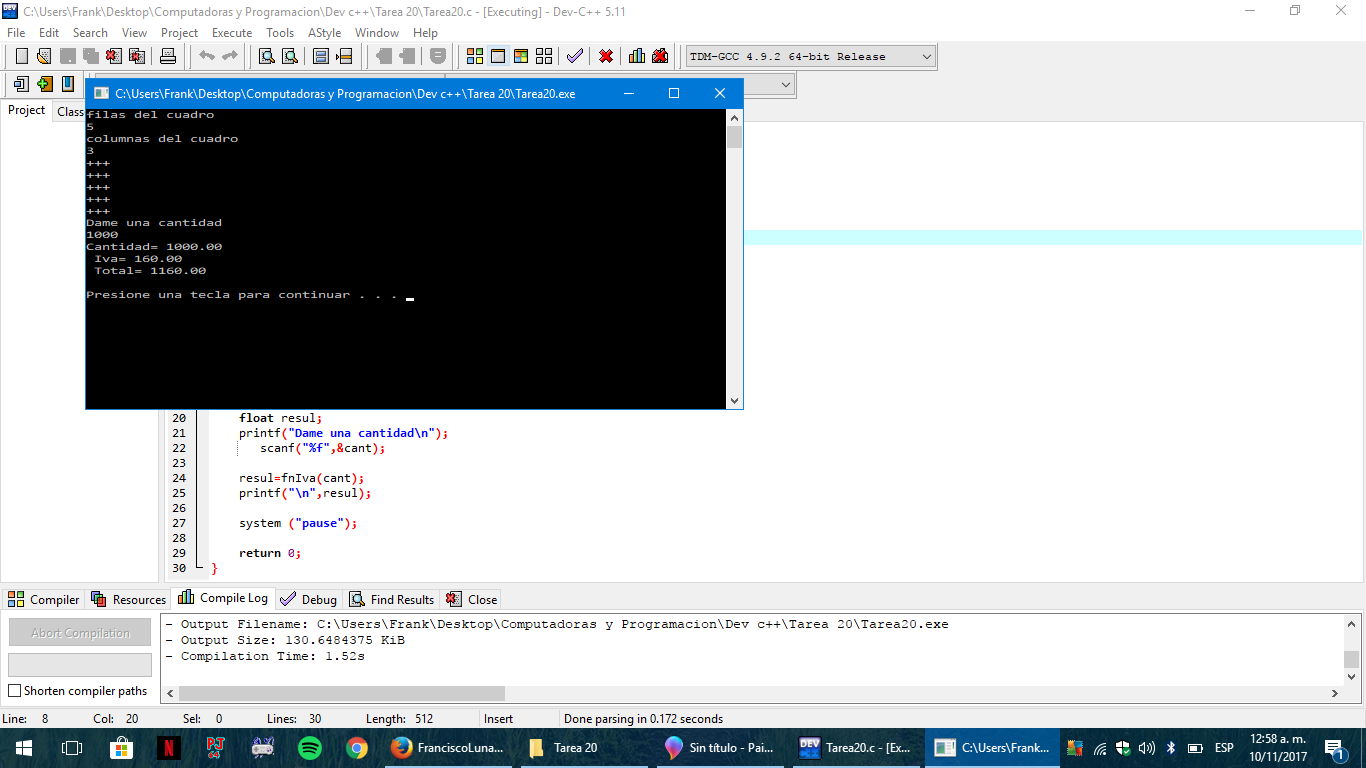 C:\Users\Frank\Desktop\Computadoras y Programacion\Dev c++\Tarea 20\Tarea20.c - [Executing] - Dev-C++ 5.11
File Edit Search View Project Execute Tools AStyle Window Help
TDM-GCC 4.9.2 64-bit Release
Project Class
C:\Users\Frank\Desktop\Computadoras y Programacion\Dev c++\Tarea 20\Tarea20.exe
filas del cuadro
5
columnas del cuadro
3
+++
+++
+++
+++
+++
Dame una cantidad
1000
Cantidad= 1000.00
Iva= 160.00
Total= 1160.00
Presione una tecla para continuar . . .
20 float resul;
21 printf("Dame una cantidad\n");
22 scanf("%f",&cant);
23
24 resul=fnIva(cant);
25 printf("\n",resul);
26
27 system ("pause");
28
29 return 0;
30 }
Compiler Resources Compile Log Debug Find Results Close
Abort Compilation
Shorten compiler paths
- Output Filename: C:\Users\Frank\Desktop\Computadoras y Programacion\Dev c++\Tarea 20\Tarea20.exe
- Output Size: 130.6484375 KiB
- Compilation Time: 1.52s
Line: 8 Col: 20 Sel: 0 Lines: 30 Length: 512 Insert Done parsing in 0.172 seconds
FranciscoLuna... Tarea 20 Sin título - Pai... DEV Tarea20.c - [Ex... C:\Users\Frank... ESP 12:58 a. m.
10/11/2017 1